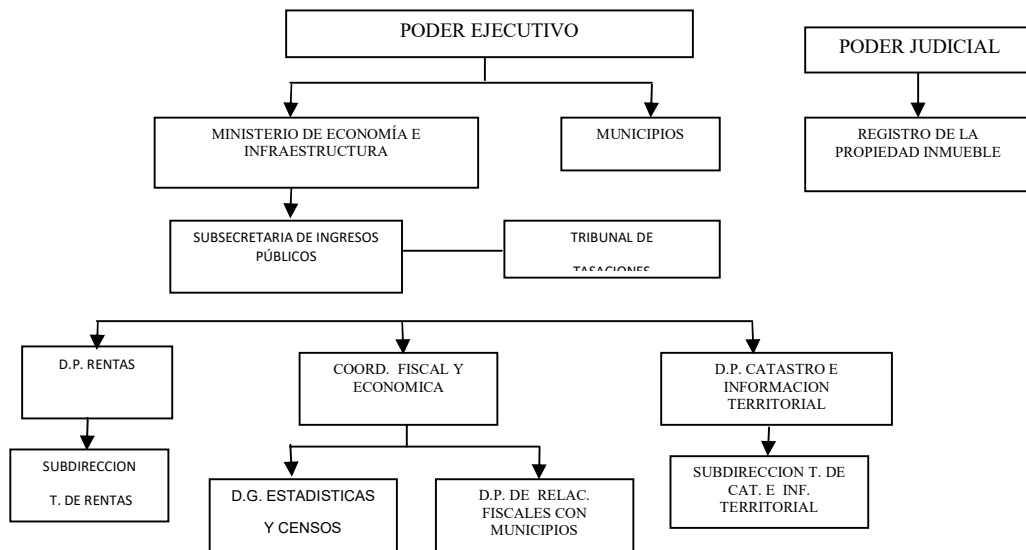 PODER EJECUTIVO
PODER JUDICIAL
MINISTERIO DE ECONOMÍA E
INFRAESTRUCTURA
MUNICIPIOS
REGISTRO DE LA
PROPIEDAD INMUEBLE
SUBSECRETARIA DE INGRESOS
PÚBLICOS
TRIBUNAL DE
TASACIONES
D.P. RENTAS
COORD. FISCAL Y
ECONOMICA
D.P. CATASTRO E
INFORMACION
TERRITORIAL
SUBDIRECCION
T. DE RENTAS
D.G. ESTADISTICAS
Y CENSOS
D.P. DE RELAC.
FISCALES CON
MUNICIPIOS
SUBDIRECCION T. DE
CAT. E INF.
TERRITORIAL